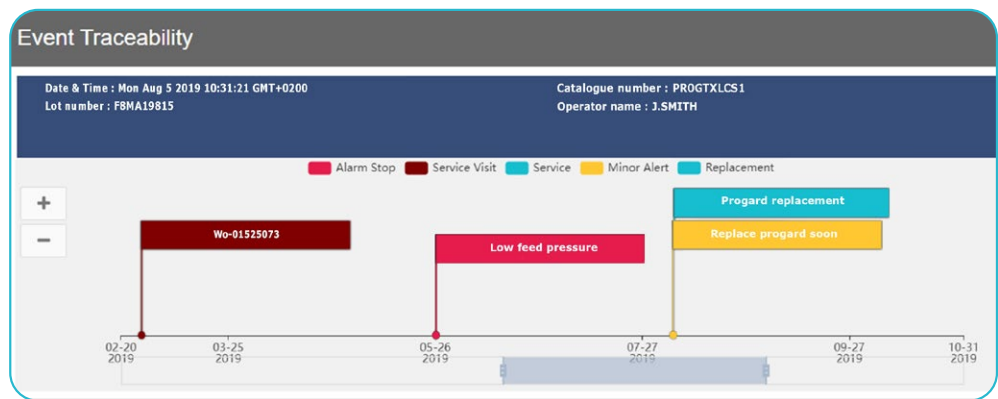 Event Traceability
Date & Time : Mon Aug 5 2019 10:31:21 GMT+0200
Catalogue number : PR0GTXLCS1
Lot number : F8MA19815
Operator name : J.SMITH
Alarm Stop Service Visit Service Minor Alert Replacement
+
−
Progard replacement
Wo-01525073
Replace progard soon
Low feed pressure
02-20 03-25 05-26 07-27 09-27 10-31
2019 2019 2019 2019 2019 2019